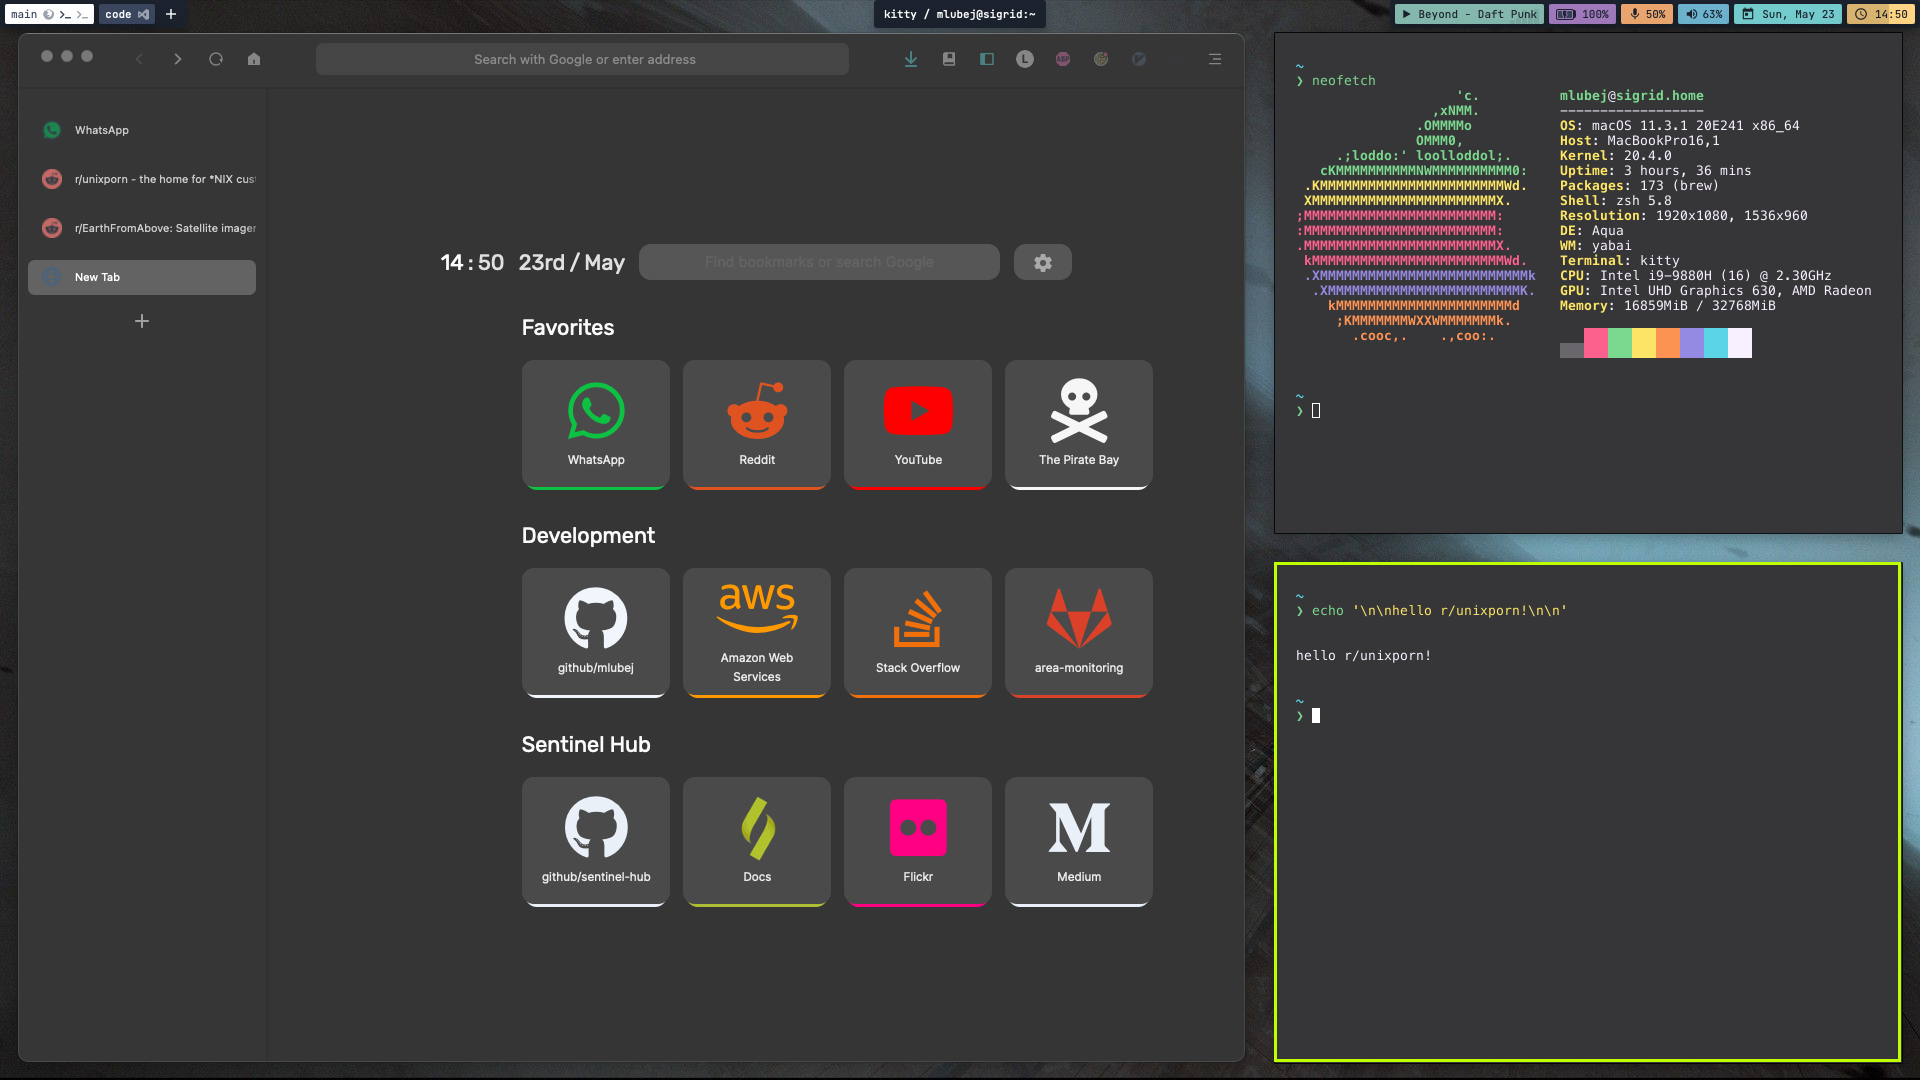 main
code
+
kitty / mlubej@sigrid:~
Beyond - Daft Punk
100%
50%
63%
Sun, May 23
14:50
Search with Google or enter address
L
ABP
WhatsApp
r/unixporn - the home for *NIX cus
r/EarthFromAbove: Satellite imager
New Tab
14 : 50 23rd / May
Find bookmarks or search Google
Favorites
WhatsApp
Reddit
YouTube
The Pirate Bay
Development
github/mlubej
aws
Amazon Web
Services
Stack Overflow
area-monitoring
Sentinel Hub
github/sentinel-hub
Docs
Flickr
M
Medium
~
❯ neofetch
'c.
,xNMM.
.OMMMMo
OMMM0,
.;loddo:' loolloddol;.
cKMMMMMMMMMMNWMMMMMMMMMM0:
.KMMMMMMMMMMMMMMMMMMMMMMMWd.
XMMMMMMMMMMMMMMMMMMMMMMMX.
;MMMMMMMMMMMMMMMMMMMMMMMM:
:MMMMMMMMMMMMMMMMMMMMMMMM:
.MMMMMMMMMMMMMMMMMMMMMMMMX.
kMMMMMMMMMMMMMMMMMMMMMMMMWd.
.XMMMMMMMMMMMMMMMMMMMMMMMMMMk
.XMMMMMMMMMMMMMMMMMMMMMMMMK.
kMMMMMMMMMMMMMMMMMMMMMMd
;KMMMMMMMWXXWMMMMMMMk.
.cooc,. .,coo:.
mlubej@sigrid.home
------------------
OS: macOS 11.3.1 20E241 x86_64
Host: MacBookPro16,1
Kernel: 20.4.0
Uptime: 3 hours, 36 mins
Packages: 173 (brew)
Shell: zsh 5.8
Resolution: 1920x1080, 1536x960
DE: Aqua
WM: yabai
Terminal: kitty
CPU: Intel i9-9880H (16) @ 2.30GHz
GPU: Intel UHD Graphics 630, AMD Radeon
Memory: 16859MiB / 32768MiB
~
❯
~
❯ echo '\n\nhello r/unixporn!\n\n'
hello r/unixporn!
~
❯